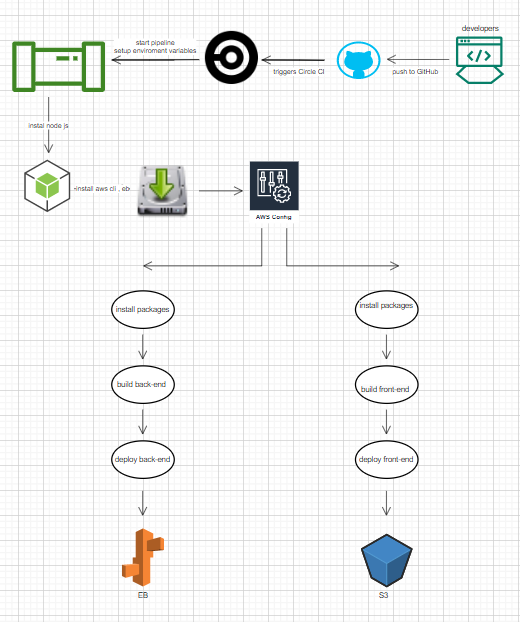 developers
start pipeline
setup enviroment variables
triggers Circle CI
push to GitHub
instal node js
install aws cli , eb
AWS Config
install packages
install packages
build back-end
build front-end
deploy back-end
deploy front-end
EB
S3